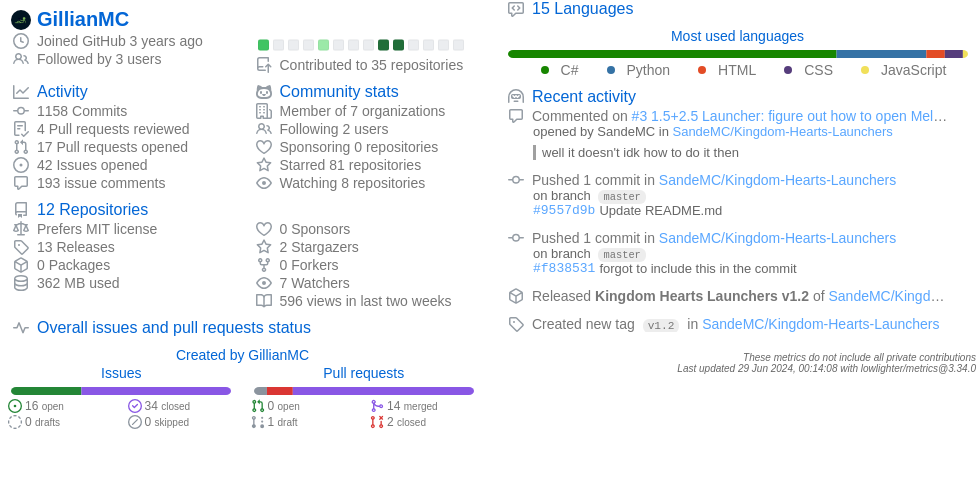 GillianMC
Joined GitHub 3 years ago
Followed by 3 users
Contributed to 35 repositories
Activity
1158 Commits
4 Pull requests reviewed
17 Pull requests opened
42 Issues opened
193 issue comments
Community stats
Member of 7 organizations
Following 2 users
Sponsoring 0 repositories
Starred 81 repositories
Watching 8 repositories
12 Repositories
Prefers MIT license
13 Releases
0 Packages
362 MB used
0 Sponsors
2 Stargazers
0 Forkers
7 Watchers
596 views in last two weeks
Overall issues and pull requests status
Created by GillianMC
Issues
16 open
34 closed
0 drafts
0 skipped
Pull requests
0 open
14 merged
1 draft
2 closed
15 Languages
Most used languages
C# Python HTML CSS JavaScript
Recent activity
Commented on #3 1.5+2.5 Launcher: figure out how to open Mel…
opened by SandeMC in SandeMC/Kingdom-Hearts-Launchers
well it doesn't idk how to do it then
Pushed 1 commit in SandeMC/Kingdom-Hearts-Launchers
on branch master
#9557d9b Update README.md
Pushed 1 commit in SandeMC/Kingdom-Hearts-Launchers
on branch master
#f838531 forgot to include this in the commit
Released Kingdom Hearts Launchers v1.2 of SandeMC/Kingd…
Created new tag v1.2 in SandeMC/Kingdom-Hearts-Launchers
These metrics do not include all private contributions
Last updated 29 Jun 2024, 00:14:08 with lowlighter/metrics@3.34.0